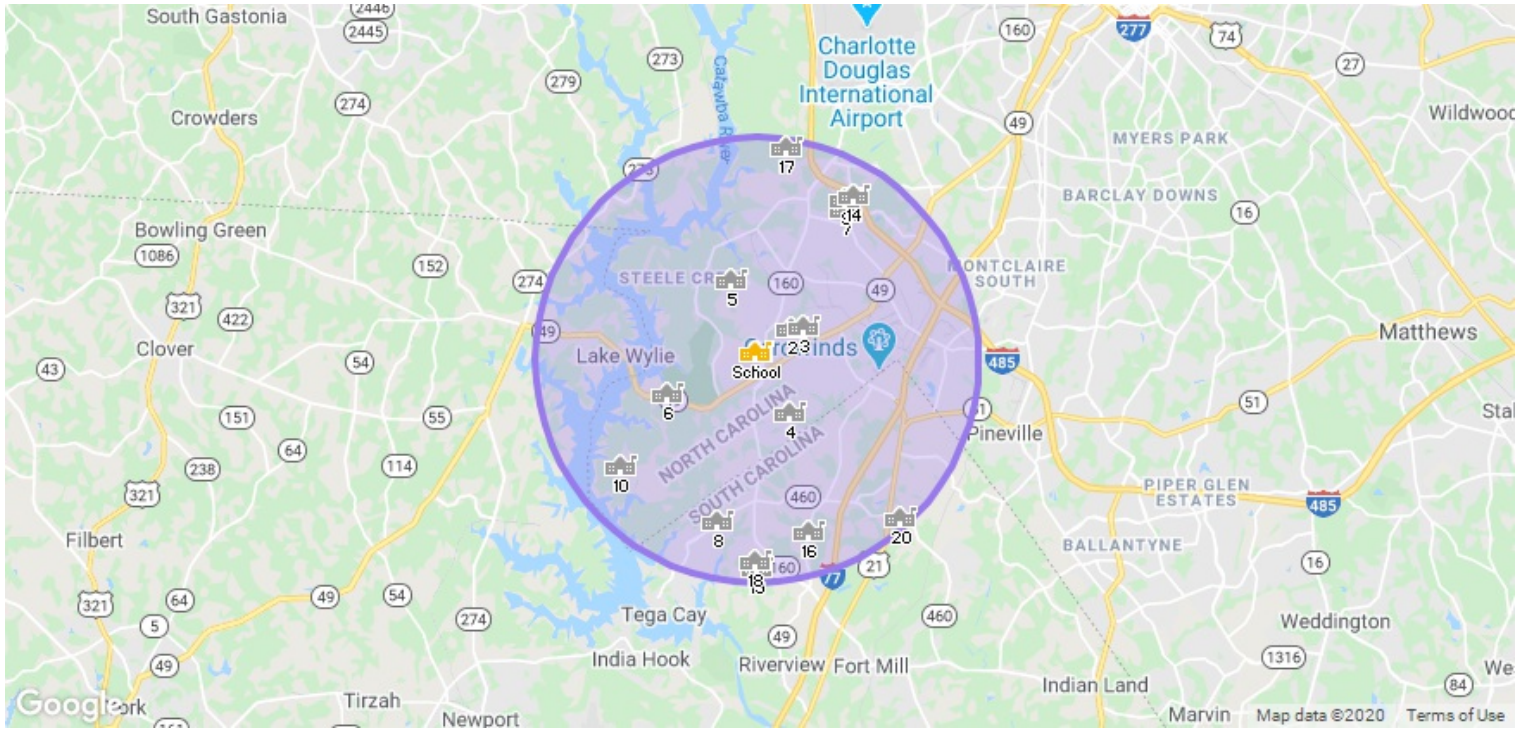 South Gastonia
2446
2445
277
74
160
27
273
279
274
Catawba River
Charlotte
Douglas
International
Airport
49
Crowders
Wildwood
MYERS PARK
17
273
BARCLAY DOWNS
16
14
7
Bowling Green
1086
152
274
STEELE CR
5
160
49
MONTCLAIRE
SOUTH
321
422
49
Clover
54
Lake Wylie
23
inds
School
485
Matthews
43
151
55
6
4
NORTH CAROLINA
SOUTH CAROLINA
51
Pineville
51
64
238
114
10
321
460
PIPER GLEN
ESTATES
485
Filbert
8
16
20
BALLANTYNE
18
160
77
21
16
321
64
5
49
54
274
Tega Cay
460
Weddington
49
49
India Hook
Riverview
Fort Mill
1316
Indian Land
84
Google
Tirzah
Newport
Marvin
Map data ©2020
Terms of Use